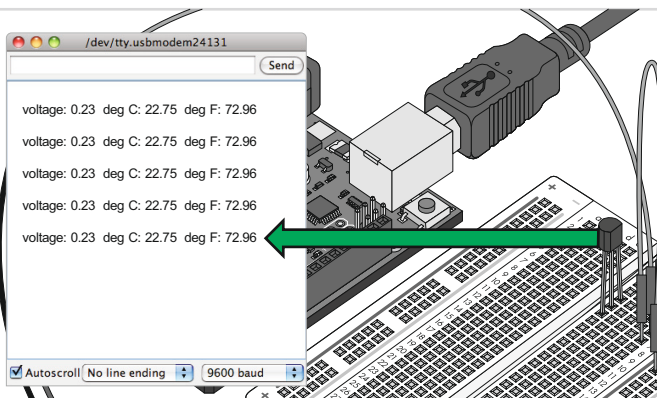 /dev/tty.usbmodem24131
Send
voltage: 0.23 deg C: 22.75 deg F: 72.96
voltage: 0.23 deg C: 22.75 deg F: 72.96
voltage: 0.23 deg C: 22.75 deg F: 72.96
voltage: 0.23 deg C: 22.75 deg F: 72.96
voltage: 0.23 deg C: 22.75 deg F: 72.96
Autoscroll No line ending 9600 baud